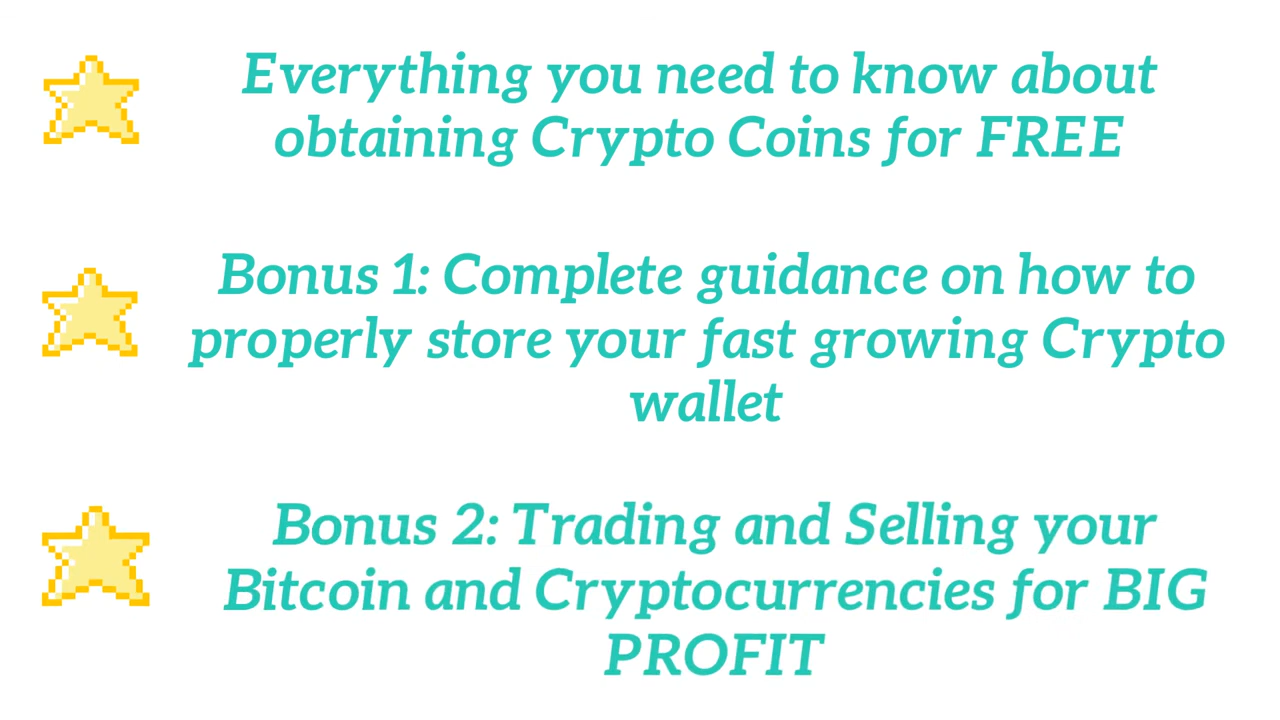 Everything you need to know about
obtaining Crypto Coins for FREE
Bonus 1: Complete guidance on how to
properly store your fast growing Crypto
wallet
Bonus 2: Trading and Selling your
Bitcoin and Cryptocurrencies for BIG
PROFIT